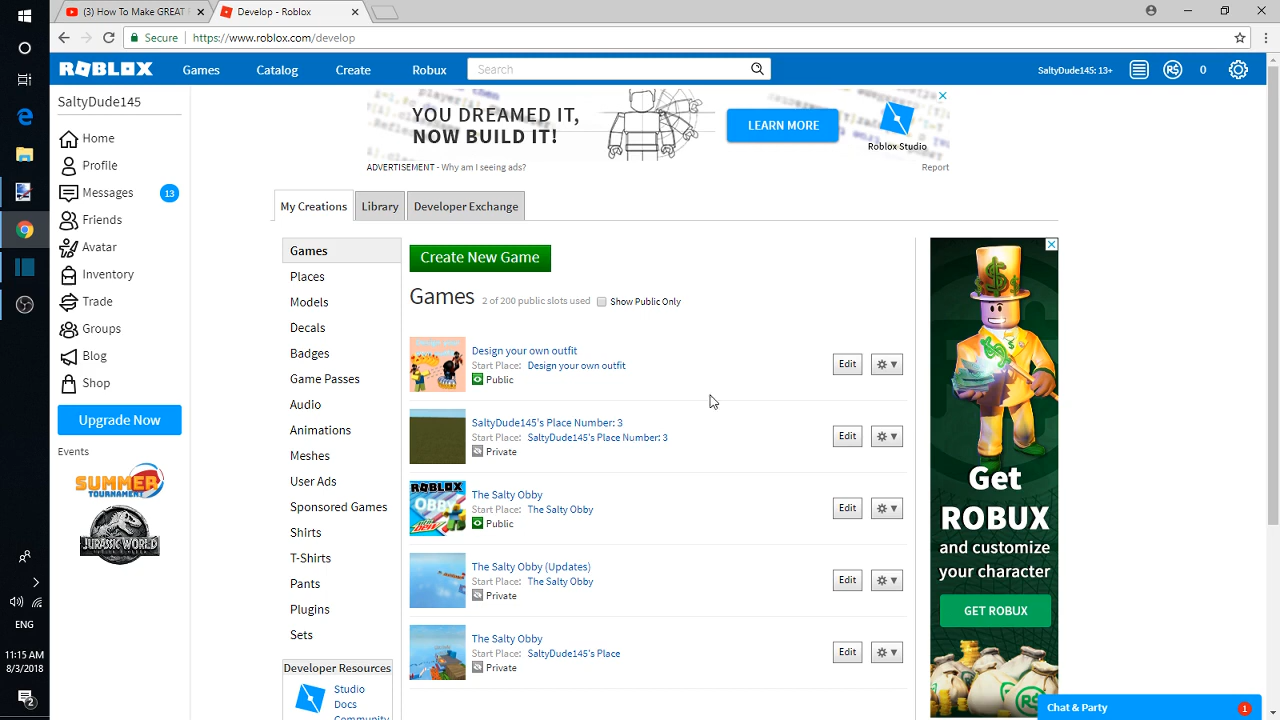 (3) How To Make GREAT
Develop - Roblox
Secure
https://www.roblox.com/develop
ROBLOX
Games
Catalog
Create
Robux
Search
SaltyDude145: 13+
0
SaltyDude145
Home
Profile
Messages
13
Friends
Avatar
Inventory
Trade
Groups
Blog
Shop
Upgrade Now
Events
SUMMER
TOURNAMENT
JURASSIC WORLD
YOU DREAMED IT,
NOW BUILD IT!
LEARN MORE
Roblox Studio
ADVERTISEMENT - Why am I seeing ads?
Report
My Creations
Library
Developer Exchange
Games
Places
Models
Decals
Badges
Game Passes
Audio
Animations
Meshes
User Ads
Sponsored Games
Shirts
T-Shirts
Pants
Plugins
Sets
Developer Resources
Studio
Docs
Community
Create New Game
Games 2 of 200 public slots used Show Public Only
Design your own outfit
Start Place: Design your own outfit
Public
Edit
SaltyDude145's Place Number: 3
Start Place: SaltyDude145's Place Number: 3
Private
Edit
ROBLOX
OBBY
The Salty Obby
Start Place: The Salty Obby
Public
Edit
The Salty Obby (Updates)
Start Place: The Salty Obby
Private
Edit
The Salty Obby
Start Place: SaltyDude145's Place
Private
Edit
Get
ROBUX
and customize
your character
GET ROBUX
Chat & Party
1
ENG
11:15 AM
8/3/2018